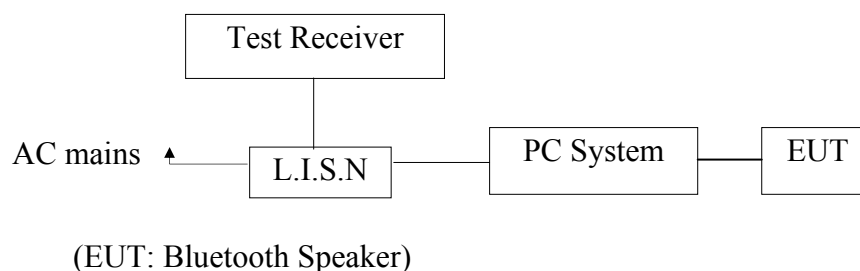 Test Receiver
AC mains
L.I.S.N
PC System
EUT
(EUT: Bluetooth Speaker)